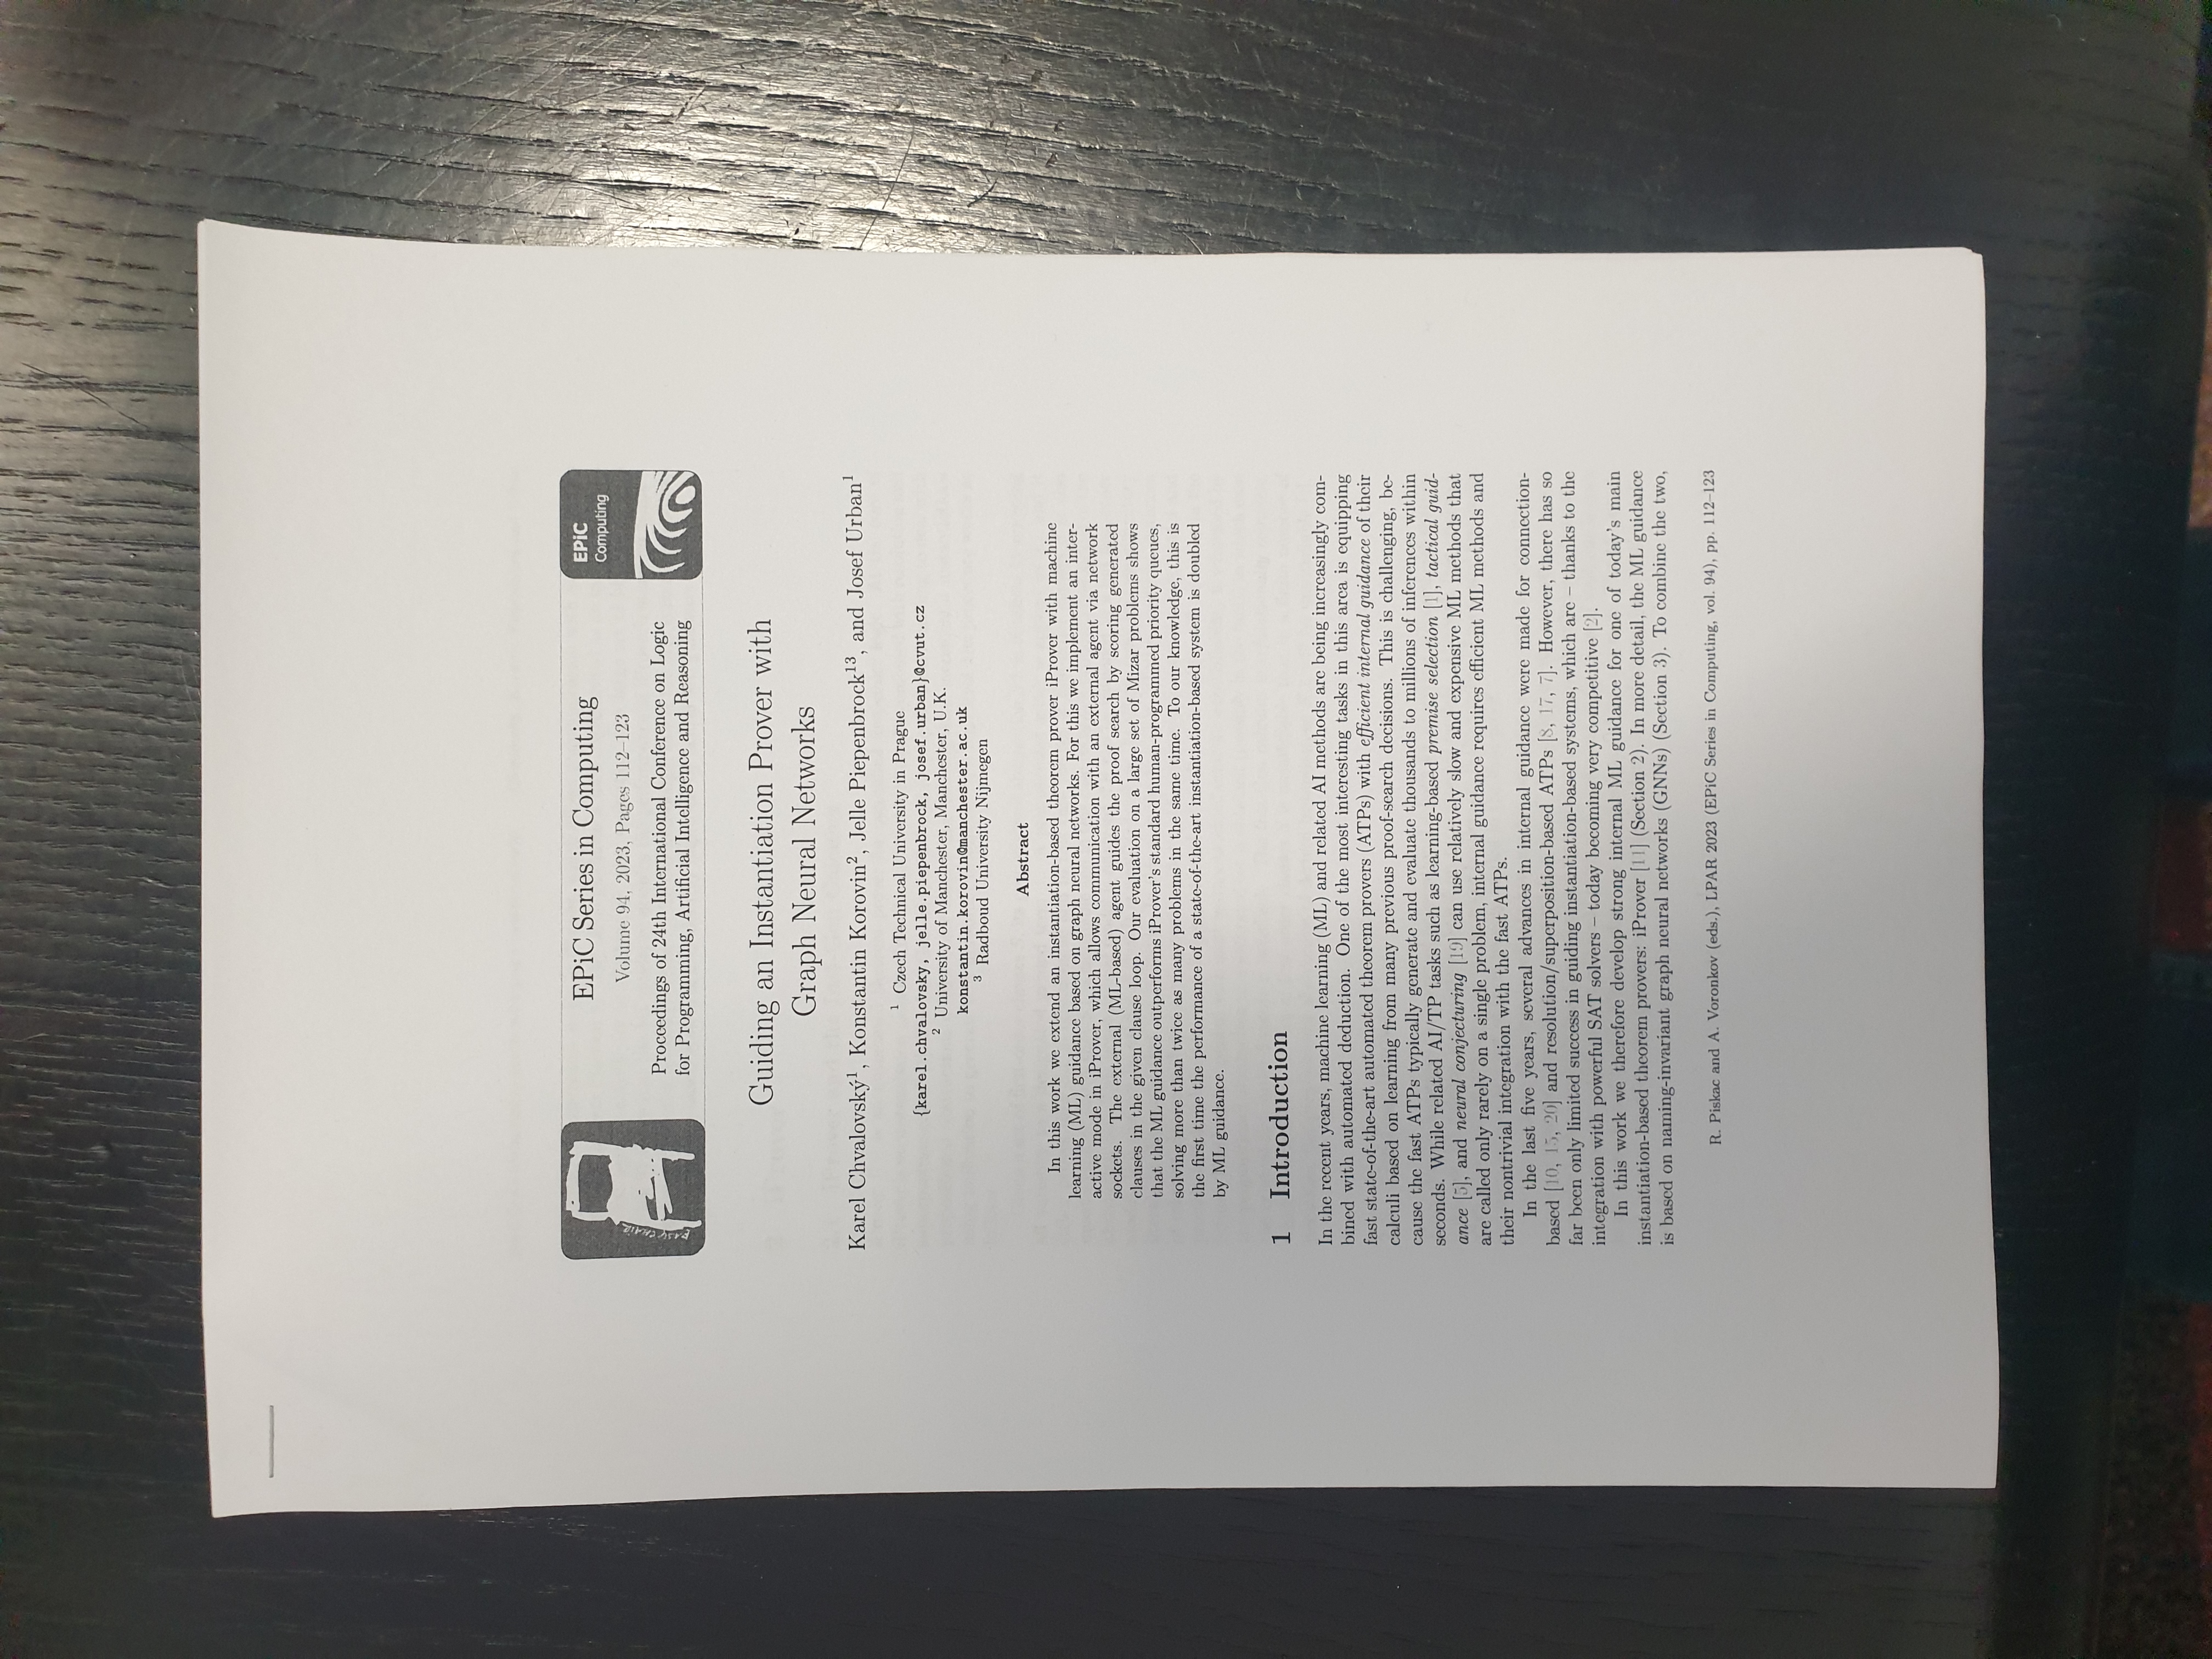 EASY CHAIR
EPiC Series in Computing
Volume 94, 2023, Pages 112–123
Proceedings of 24th International Conference on Logic
for Programming, Artificial Intelligence and Reasoning
EPiC
Computing
Guiding an Instantiation Prover with
Graph Neural Networks
Karel Chvalovský¹, Konstantin Korovin², Jelle Piepenbrock¹³, and Josef Urban¹
¹ Czech Technical University in Prague
{karel.chvalovsky, jelle.piepenbrock, josef.urban}@cvut.cz
² University of Manchester, Manchester, U.K.
konstantin.korovin@manchester.ac.uk
³ Radboud University Nijmegen
Abstract
In this work we extend an instantiation-based theorem prover iProver with machine
learning (ML) guidance based on graph neural networks. For this we implement an inter-
active mode in iProver, which allows communication with an external agent via network
sockets. The external (ML-based) agent guides the proof search by scoring generated
clauses in the given clause loop. Our evaluation on a large set of Mizar problems shows
that the ML guidance outperforms iProver's standard human-programmed priority queues,
solving more than twice as many problems in the same time. To our knowledge, this is
the first time the performance of a state-of-the-art instantiation-based system is doubled
by ML guidance.
1 Introduction
In the recent years, machine learning (ML) and related AI methods are being increasingly com-
bined with automated deduction. One of the most interesting tasks in this area is equipping
fast state-of-the-art automated theorem provers (ATPs) with efficient internal guidance of their
calculi based on learning from many previous proof-search decisions. This is challenging, be-
cause the fast ATPs typically generate and evaluate thousands to millions of inferences within
seconds. While related AI/TP tasks such as learning-based premise selection [1], tactical guid-
ance [5], and neural conjecturing [19] can use relatively slow and expensive ML methods that
are called only rarely on a single problem, internal guidance requires efficient ML methods and
their nontrivial integration with the fast ATPs.
In the last five years, several advances in internal guidance were made for connection-
based [10, 15, 20] and resolution/superposition-based ATPs [8, 17, 7]. However, there has so
far been only limited success in guiding instantiation-based systems, which are – thanks to the
integration with powerful SAT solvers – today becoming very competitive [2].
In this work we therefore develop strong internal ML guidance for one of today's main
instantiation-based theorem provers: iProver [11] (Section 2). In more detail, the ML guidance
is based on naming-invariant graph neural networks (GNNs) (Section 3). To combine the two,
R. Piskac and A. Voronkov (eds.), LPAR 2023 (EPiC Series in Computing, vol. 94), pp. 112–123